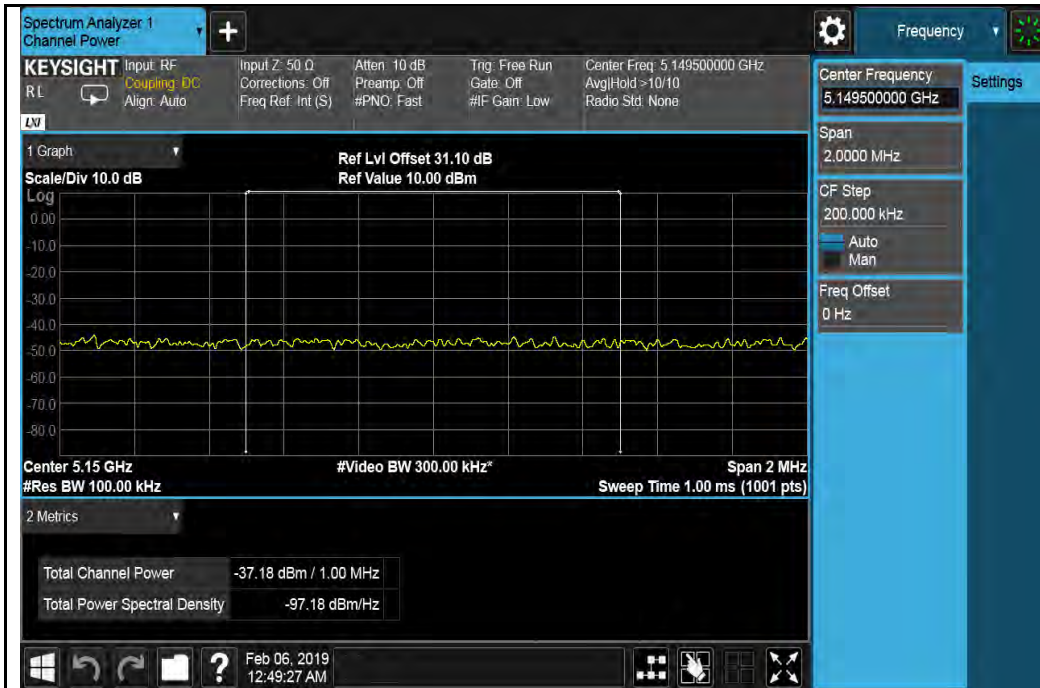 Spectrum Analyzer 1
Channel Power
+
Frequency
KEYSIGHT
RL
LXI
Input: RF
Coupling: DC
Align: Auto
Input Z: 50 Ω
Corrections: Off
Freq Ref: Int (S)
Atten: 10 dB
Preamp: Off
#PNO: Fast
Trig: Free Run
Gate: Off
#IF Gain: Low
Center Freq: 5.149500000 GHz
Avg|Hold >10/10
Radio Std: None
Center Frequency
5.149500000 GHz
Settings
Span
2.0000 MHz
CF Step
200.000 kHz
Auto
Man
Freq Offset
0 Hz
1 Graph
Scale/Div 10.0 dB
Ref Lvl Offset 31.10 dB
Ref Value 10.00 dBm
Log
0.00
-10.0
-20.0
-30.0
-40.0
-50.0
-60.0
-70.0
-80.0
Center 5.15 GHz
#Video BW 300.00 kHz*
Span 2 MHz
#Res BW 100.00 kHz
Sweep Time 1.00 ms (1001 pts)
2 Metrics
Total Channel Power
-37.18 dBm / 1.00 MHz
Total Power Spectral Density
-97.18 dBm/Hz
?
Feb 06, 2019
12:49:27 AM